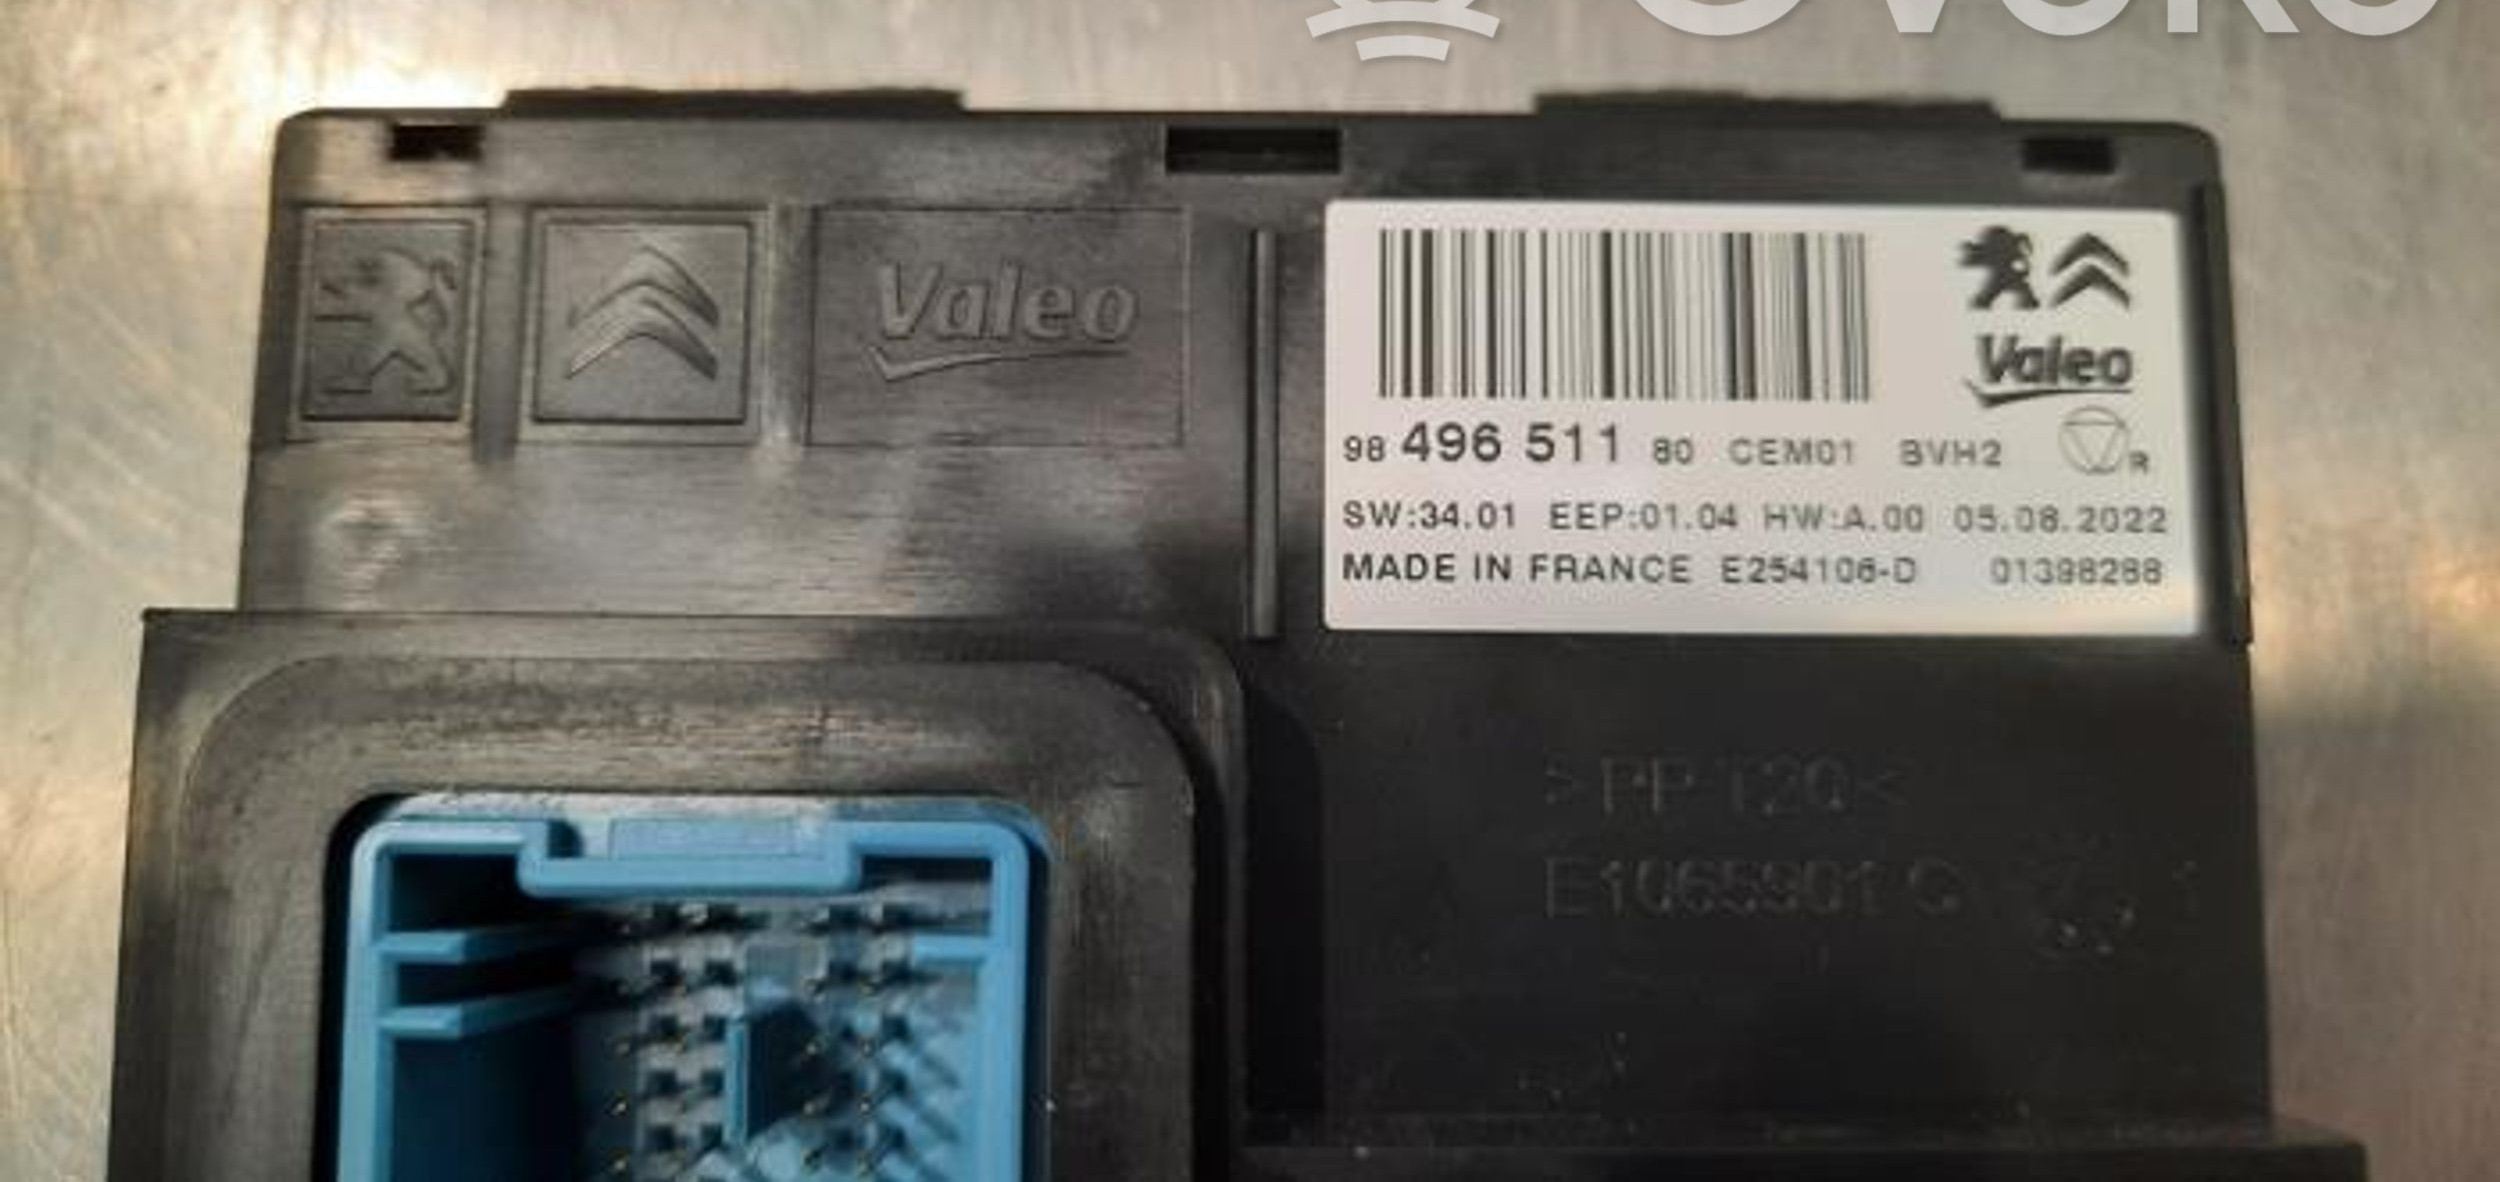 Valeo
Valeo
98 496 511 80 CEM01 BVH2 R
SW:34.01 EEP:01.04 HW:A.00 05.08.2022
MADE IN FRANCE E254106-D 01398288
>PP T20<